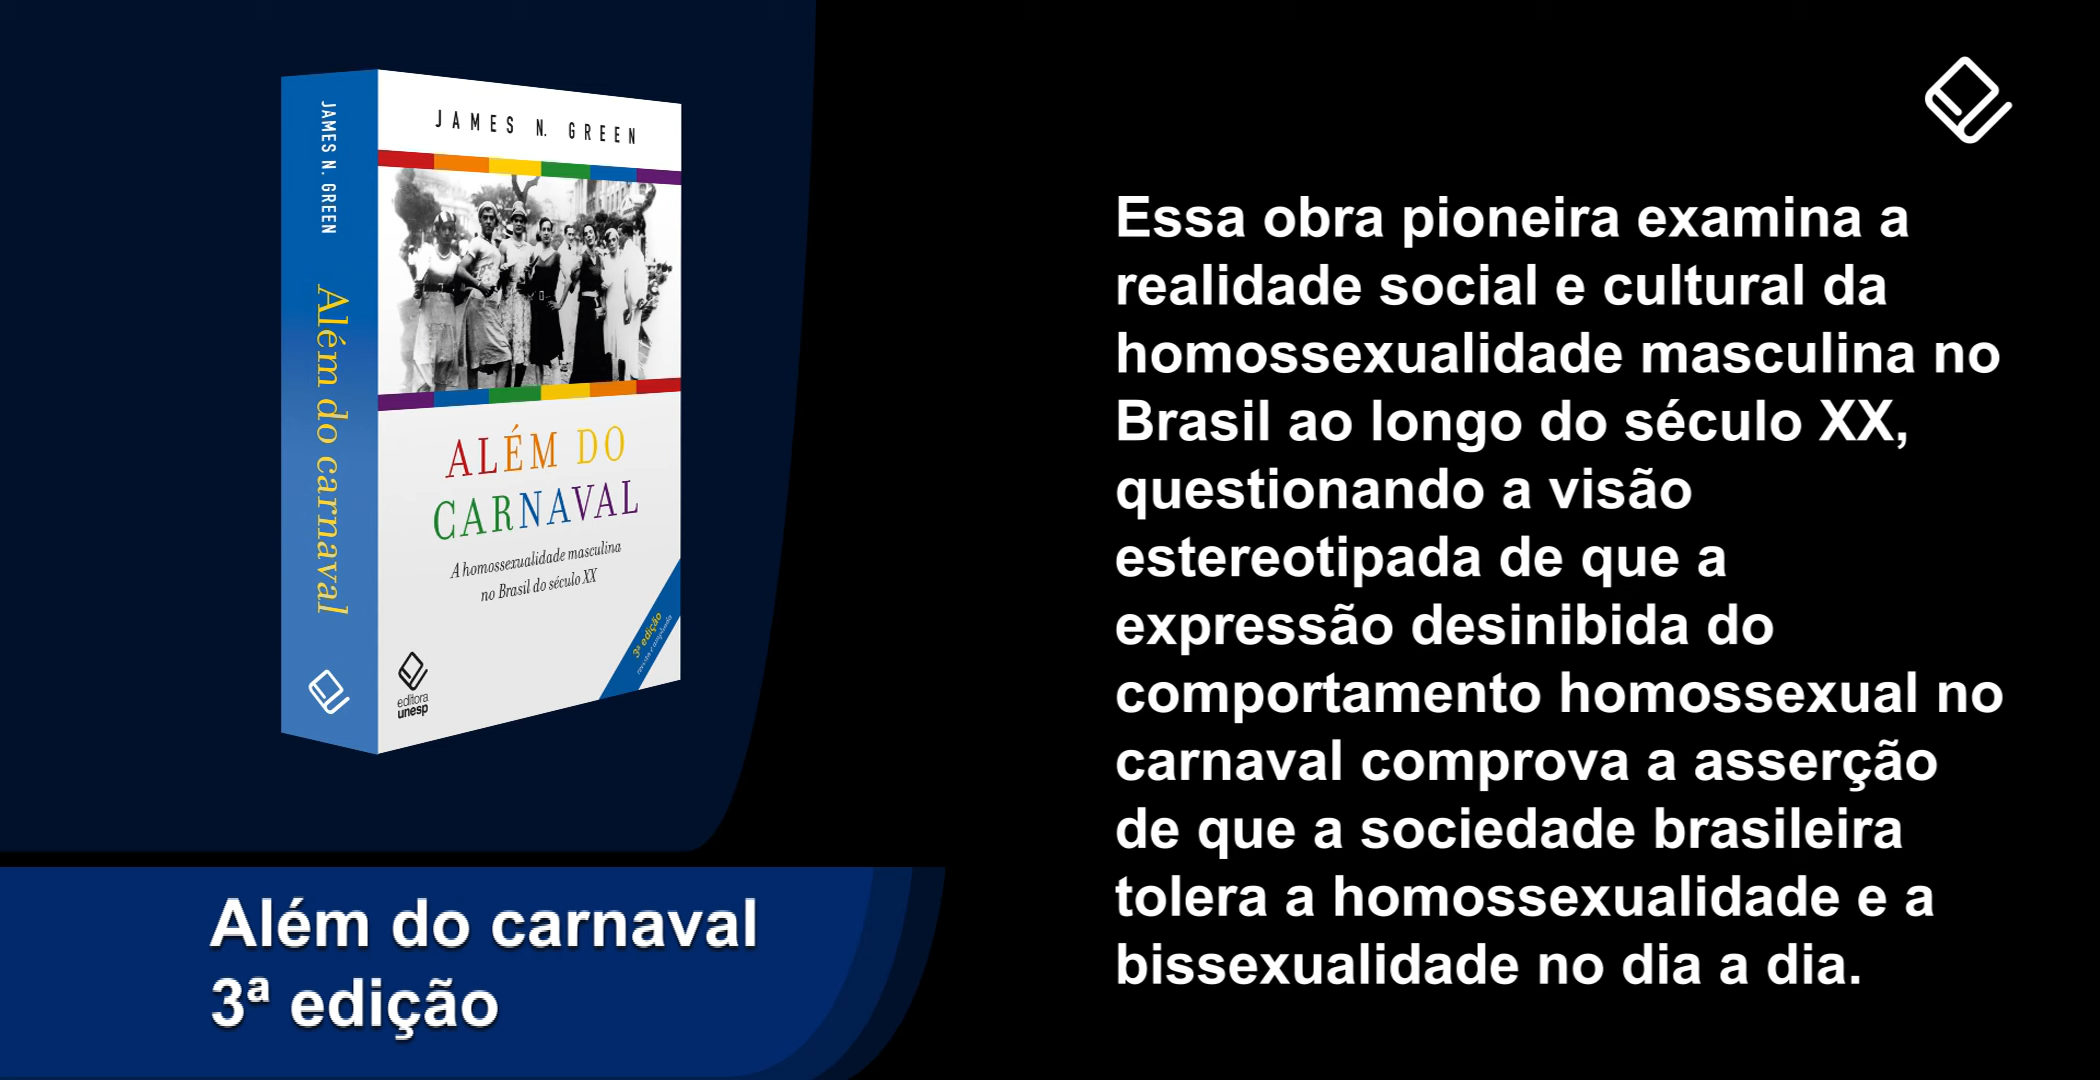 JAMES N. GREEN
Além do carnaval
JAMES N. GREEN
ALÉM DO
CARNAVAL
A homossexualidade masculina
no Brasil do século XX
3ª edição
revista e ampliada
editora
unesp
Além do carnaval
3ª edição
Essa obra pioneira examina a
realidade social e cultural da
homossexualidade masculina no
Brasil ao longo do século XX,
questionando a visão
estereotipada de que a
expressão desinibida do
comportamento homossexual no
carnaval comprova a asserção
de que a sociedade brasileira
tolera a homossexualidade e a
bissexualidade no dia a dia.